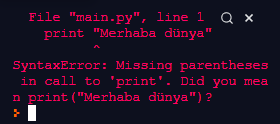 File "main.py", line 1
print "Merhaba dünya"
^
SyntaxError: Missing parentheses
in call to 'print'. Did you mea
n print("Merhaba dünya")?
>